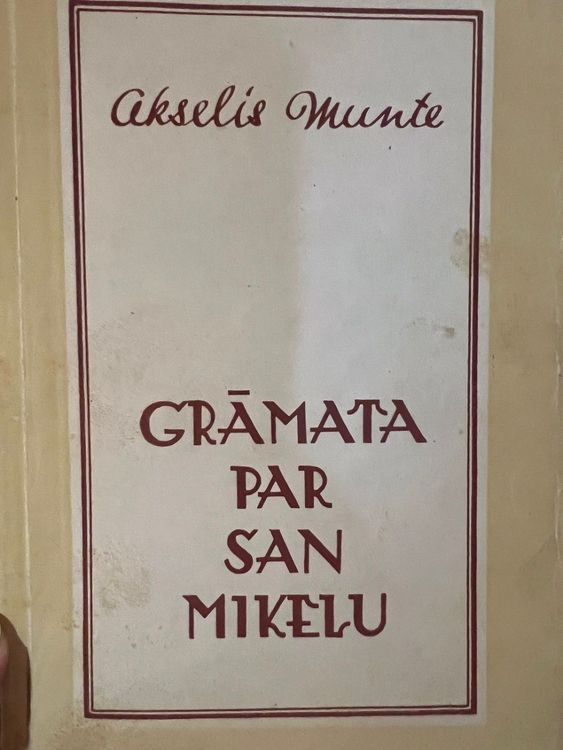 Akselis Munte
GRĀMATA
PAR
SAN
MIKELU